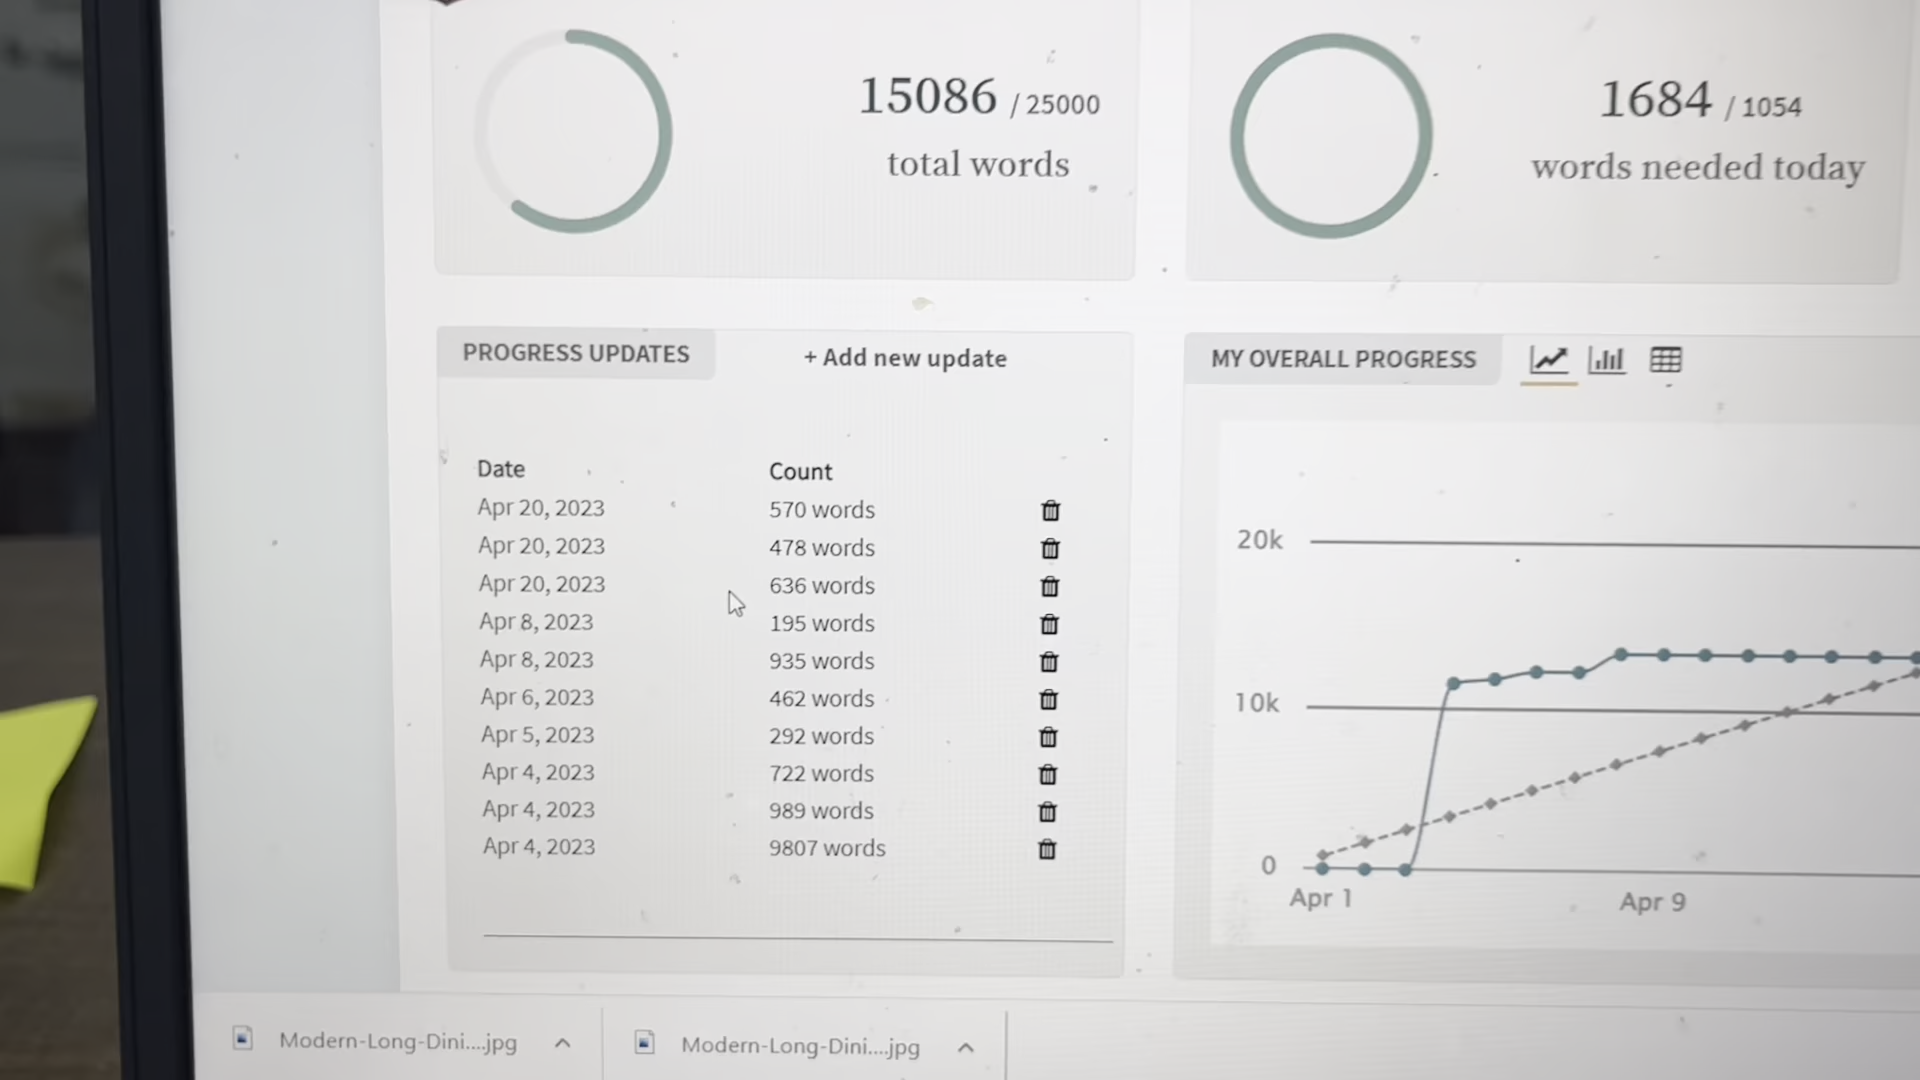 15086 / 25000
total words
1684 / 1054
words needed today
PROGRESS UPDATES
+ Add new update
Date Count
Apr 20, 2023 570 words
Apr 20, 2023 478 words
Apr 20, 2023 636 words
Apr 8, 2023 195 words
Apr 8, 2023 935 words
Apr 6, 2023 462 words
Apr 5, 2023 292 words
Apr 4, 2023 722 words
Apr 4, 2023 989 words
Apr 4, 2023 9807 words
MY OVERALL PROGRESS
20k
10k
0
Apr 1 Apr 9
Modern-Long-Dini....jpg
Modern-Long-Dini....jpg